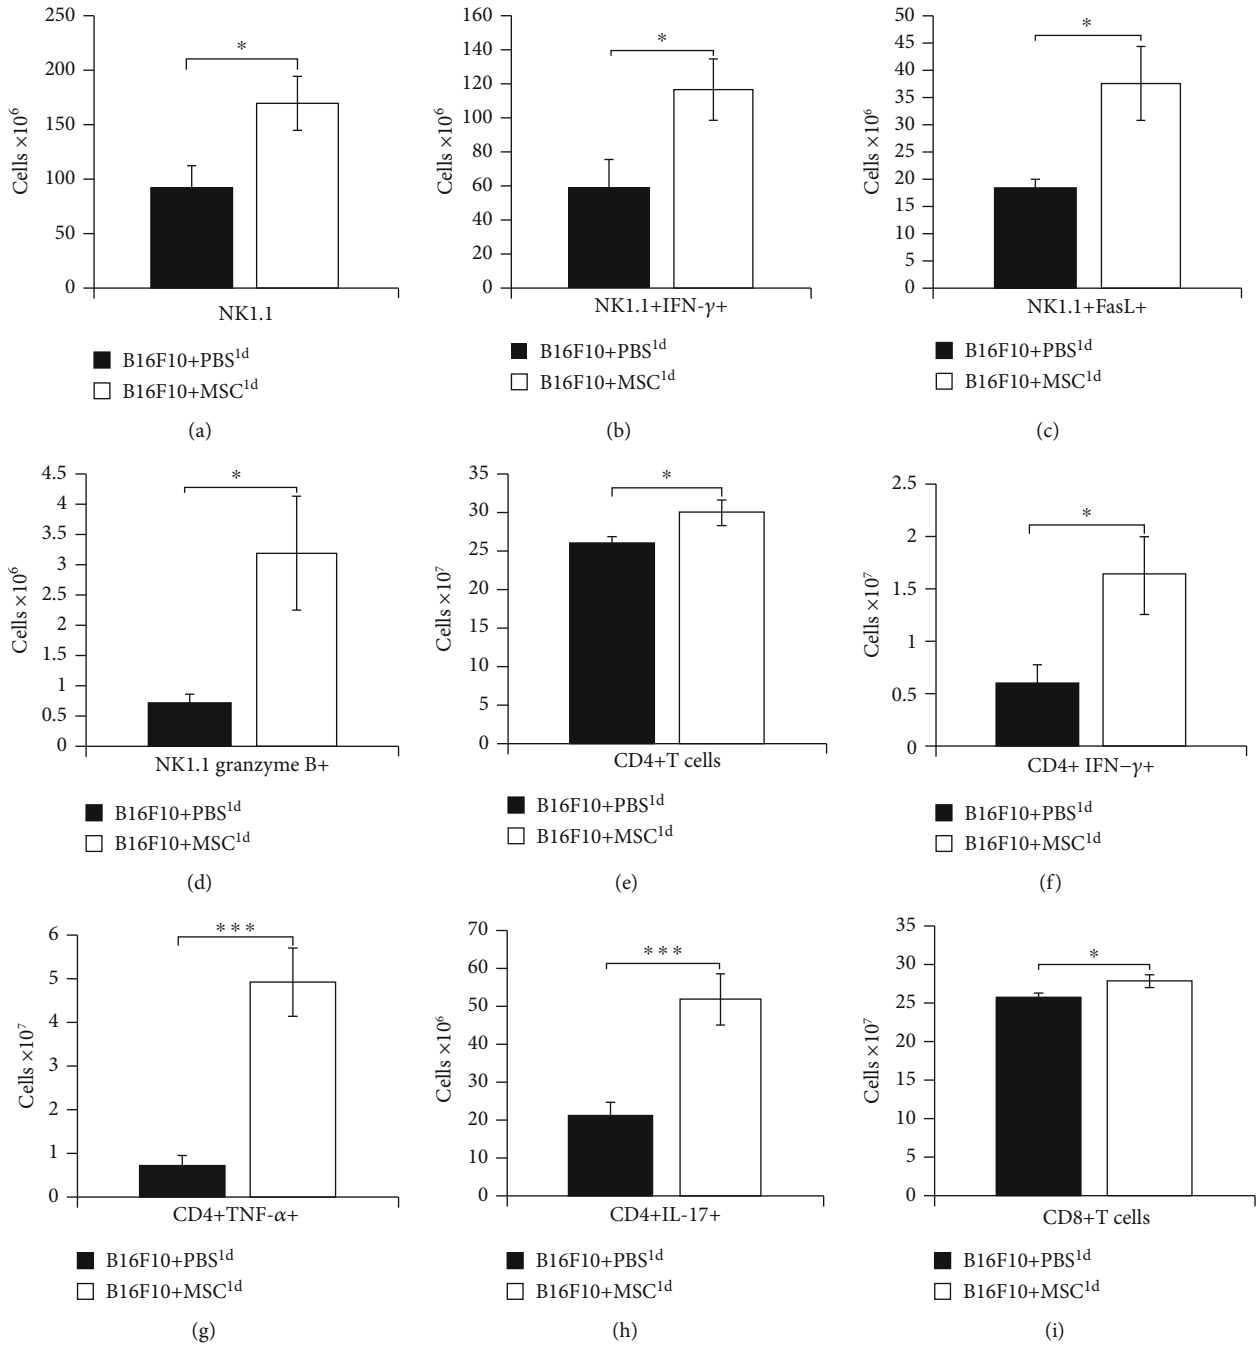 250
200
150
100
50
0
Cells ×10⁶
*
NK1.1
B16F10+PBS¹ᵈ
B16F10+MSC¹ᵈ
(a)
160
140
120
100
80
60
40
20
0
Cells ×10⁶
*
NK1.1+IFN-γ+
B16F10+PBS¹ᵈ
B16F10+MSC¹ᵈ
(b)
50
45
40
35
30
25
20
15
10
5
0
Cells ×10⁶
*
NK1.1+FasL+
B16F10+PBS¹ᵈ
B16F10+MSC¹ᵈ
(c)
4.5
4
3.5
3
2.5
2
1.5
1
0.5
0
Cells ×10⁶
*
NK1.1 granzyme B+
B16F10+PBS¹ᵈ
B16F10+MSC¹ᵈ
(d)
35
30
25
20
15
10
5
0
Cells ×10⁷
*
CD4+T cells
B16F10+PBS¹ᵈ
B16F10+MSC¹ᵈ
(e)
2.5
2
1.5
1
0.5
0
Cells ×10⁷
*
CD4+ IFN−γ+
B16F10+PBS¹ᵈ
B16F10+MSC¹ᵈ
(f)
6
5
4
3
2
1
0
Cells ×10⁷
***
CD4+TNF-α+
B16F10+PBS¹ᵈ
B16F10+MSC¹ᵈ
(g)
70
60
50
40
30
20
10
0
Cells ×10⁶
***
CD4+IL-17+
B16F10+PBS¹ᵈ
B16F10+MSC¹ᵈ
(h)
35
30
25
20
15
10
5
0
Cells ×10⁷
*
CD8+T cells
B16F10+PBS¹ᵈ
B16F10+MSC¹ᵈ
(i)